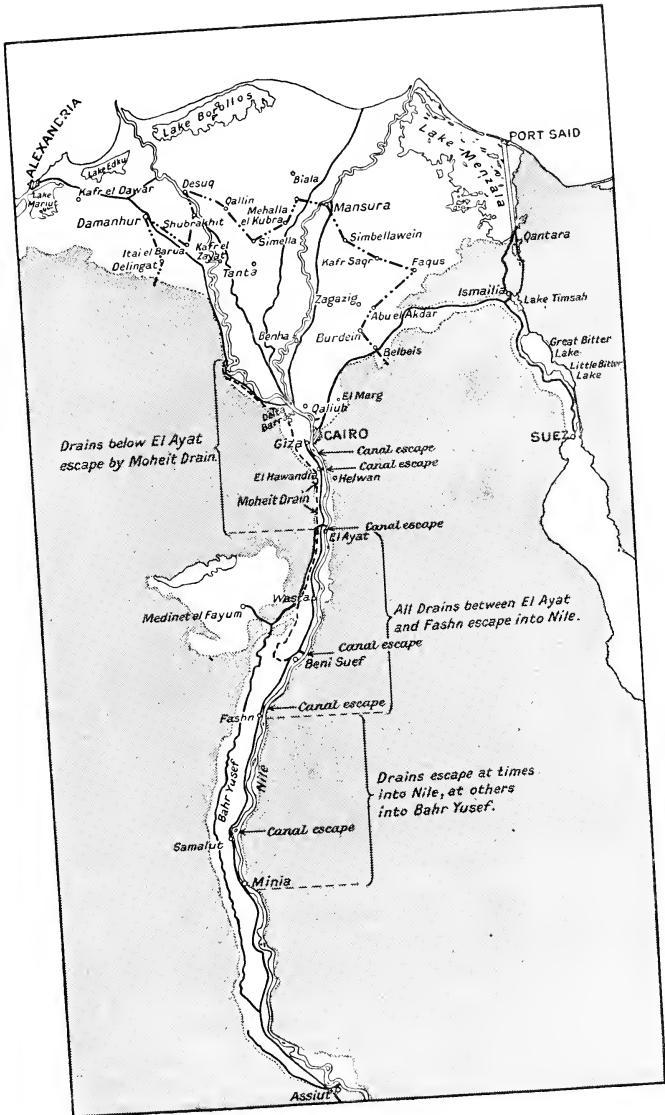 ALEXANDRIA
Lake Borollos
Lake Menzala
PORT SAID
Lake Edku
Lake
Mariut
Kafr el Dawâr
Desuq
Biala
Qallin
Mehalla
el Kubra
Mansura
Damanhur
Shubrakhit
Simella
Simbellawein
Qantara
Itai el Barua
Kafr el
Zayat
Kafr Saqr
Faqus
Delingat
Tanta
Zagazig
Ismailia
Lake Timsah
Abu el Akdar
Benha
Burdein
Belbeis
Great Bitter
Lake
Little Bitter
Lake
El Marg
Qaliub
Delt
Barr
Giza
CAIRO
SUEZ
Drains below El Ayat
escape by Moheit Drain.
Canal escape
Canal escape
El Hawandia
Helwan
Moheit Drain
Canal escape
El Ayat
Wasta
All Drains between El Ayat
and Fashn escape into Nile.
Medinet el Fayum
Canal escape
Beni Suef
Canal escape
Fashn
Bahr Yusef
Nile
Drains escape at times
into Nile, at others
into Bahr Yusef.
Canal escape
Samalut
Minia
Assiut